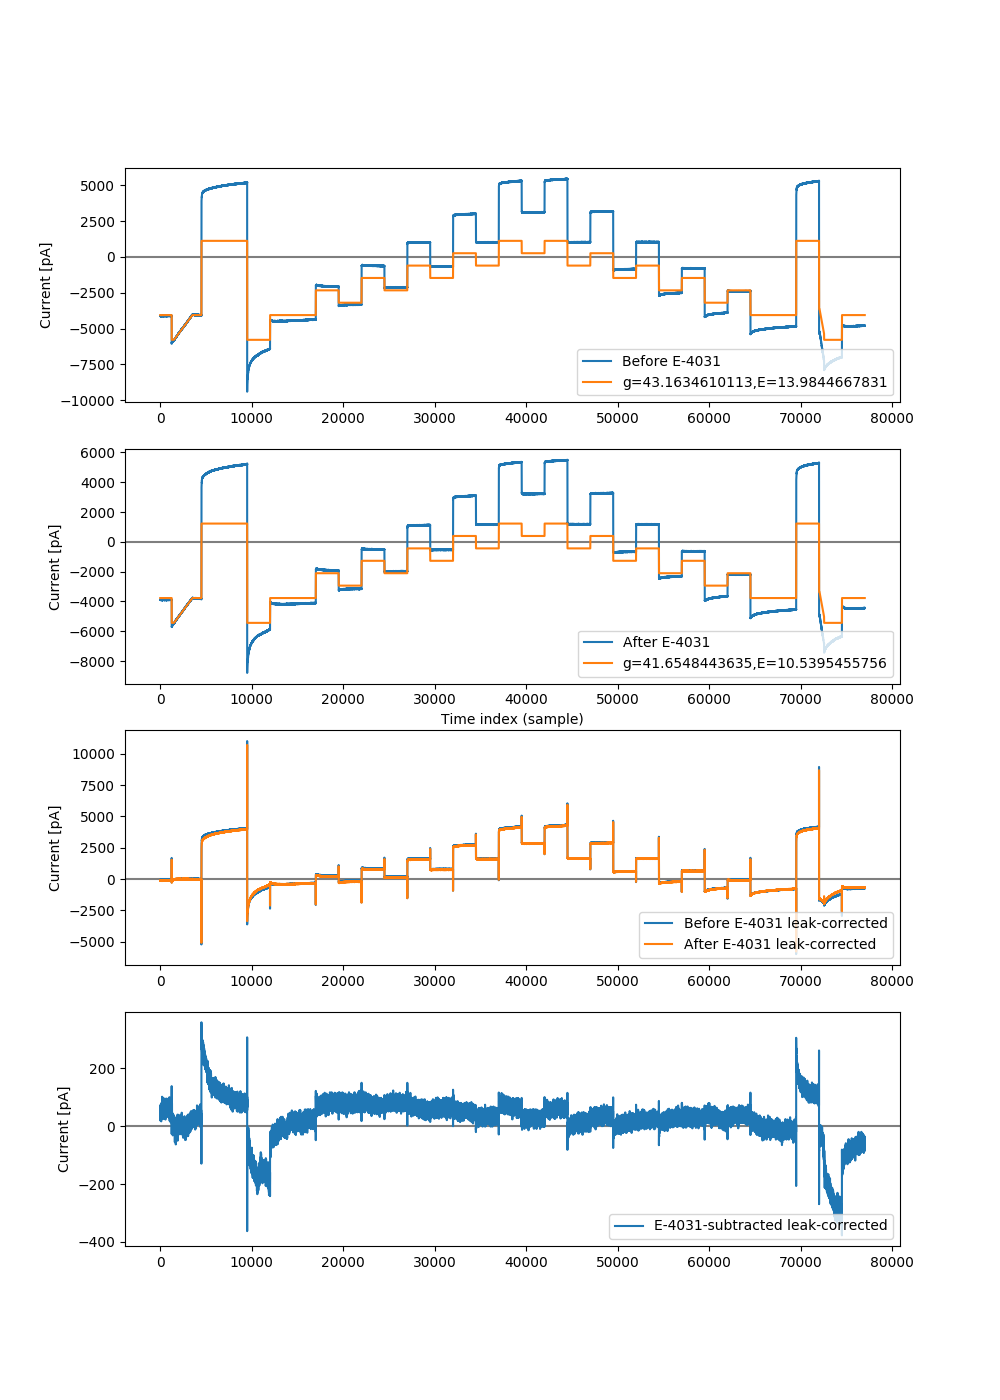 5000
2500
0
−2500
−5000
−7500
−10000
Current [pA]
Before E-4031
g=43.1634610113,E=13.9844667831
0 10000 20000 30000 40000 50000 60000 70000 80000
6000
4000
2000
0
−2000
−4000
−6000
−8000
Current [pA]
After E-4031
g=41.6548443635,E=10.5395455756
0 10000 20000 30000 40000 50000 60000 70000 80000
Time index (sample)
10000
7500
5000
2500
0
−2500
−5000
Current [pA]
Before E-4031 leak-corrected
After E-4031 leak-corrected
0 10000 20000 30000 40000 50000 60000 70000 80000
200
0
−200
−400
Current [pA]
E-4031-subtracted leak-corrected
0 10000 20000 30000 40000 50000 60000 70000 80000